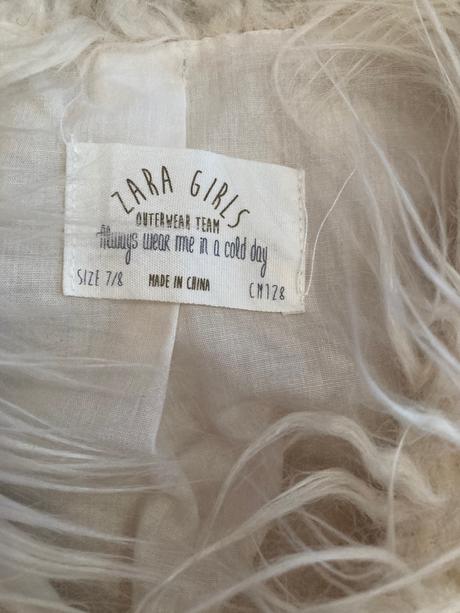 ZARA GIRLS
OUTERWEAR TEAM
Always wear me in a cold day
SIZE 7/8 MADE IN CHINA CM128